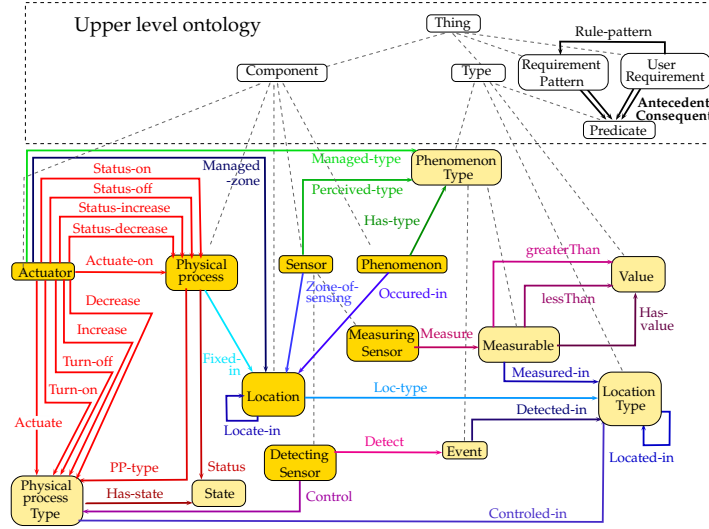 Upper level ontology
Thing
Rule-pattern
Component
Type
Requirement
Pattern
User
Requirement
Antecedent
Consequent
Predicate
Status-on
Managed
-zone
Managed-type
Phenomenon
Type
Status-off
Perceived-type
Status-increase
Has-type
Status-decrease
greaterThan
Actuator
Actuate-on
Physical
process
Sensor
Phenomenon
Value
Zone-of-
sensing
Occured-in
Decrease
lessThan
Has-
value
Increase
Fixed-
in
Measuring
Sensor
Measure
Measurable
Turn-off
Measured-in
Turn-on
Location
Loc-type
Location
Type
Actuate
Locate-in
Detected-in
Detect
Event
Located-in
Detecting
Sensor
PP-type
Status
Physical
process
Type
Has-state
State
Control
Controled-in